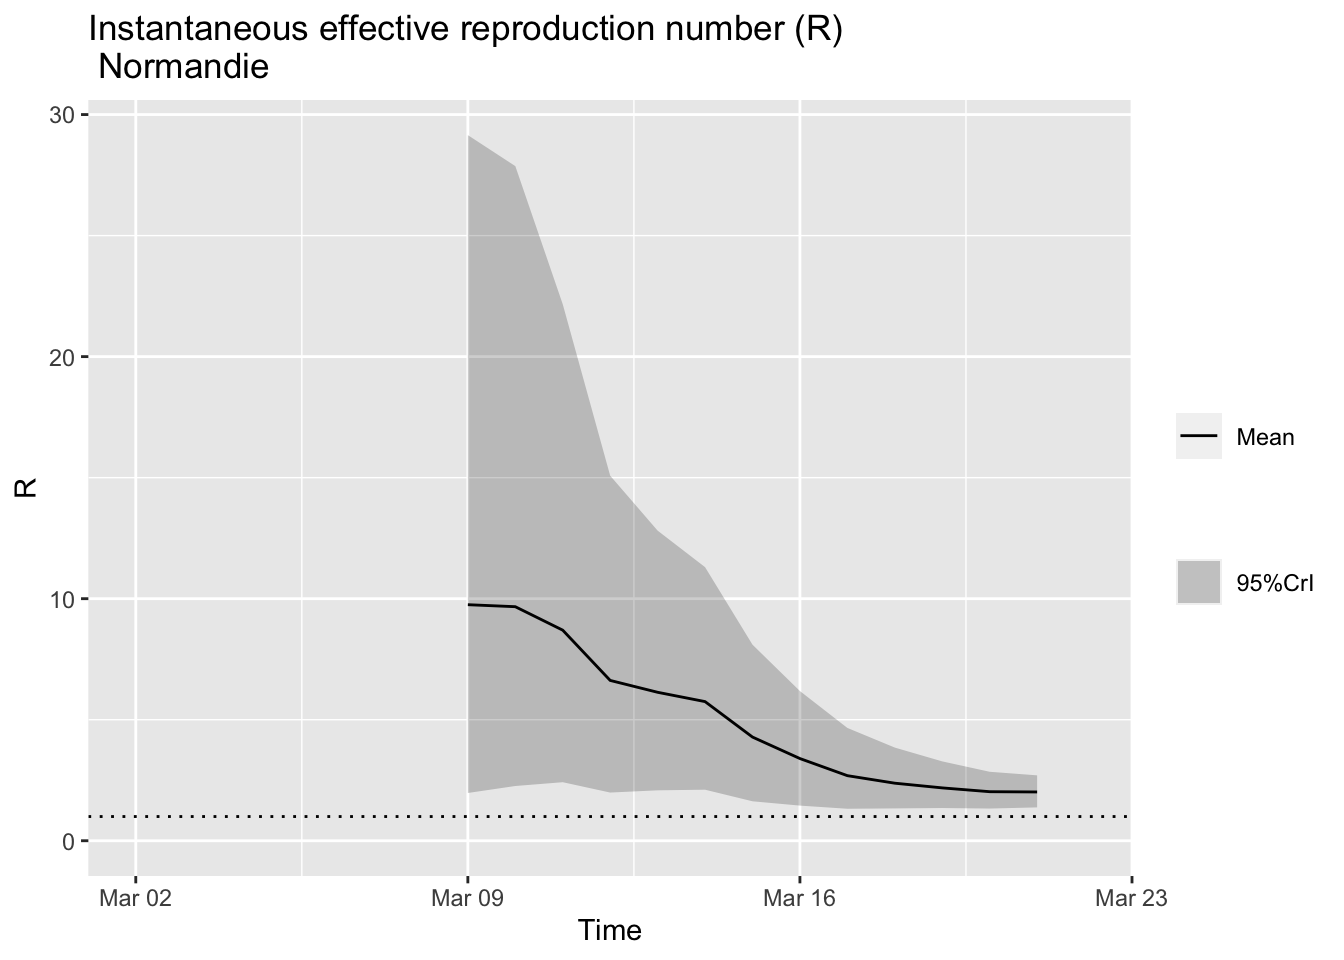 Instantaneous effective reproduction number (R)
Normandie
30
20
10
0
R
Mar 02
Mar 09
Mar 16
Mar 23
Time
Mean
95%CrI